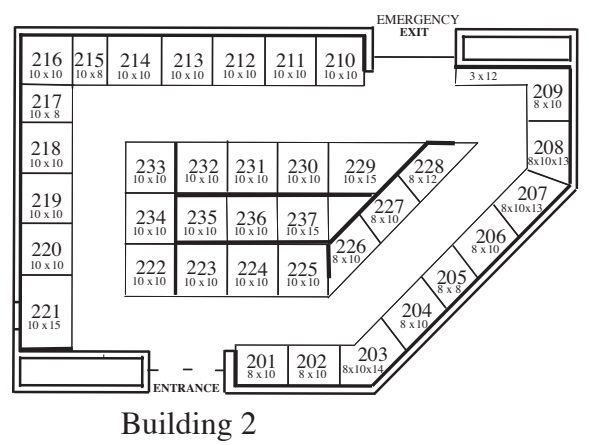 EMERGENCY
EXIT
216 215 214 213 212 211 210
10 x 10 10 x 8 10 x 10 10 x 10 10 x 10 10 x 10 10 x 10
3 x 12
209
8 x 10
217
10 x 8
218
10 x 10
208
8x10x13
233 232 231 230 229 228
10 x 10 10 x 10 10 x 10 10 x 10 10 x 15 8 x 12
207
8x10x13
219
10 x 10
234 235 236 237 227
10 x 10 10 x 10 10 x 10 10 x 15 8 x 10
206
8 x 10
220
10 x 10
226
8 x 10
222 223 224 225
10 x 10 10 x 10 10 x 10 10 x 10
205
8 x 8
221
10 x 15
204
8 x 10
201 202 203
8 x 10 8 x 10 8x10x14
ENTRANCE
Building 2